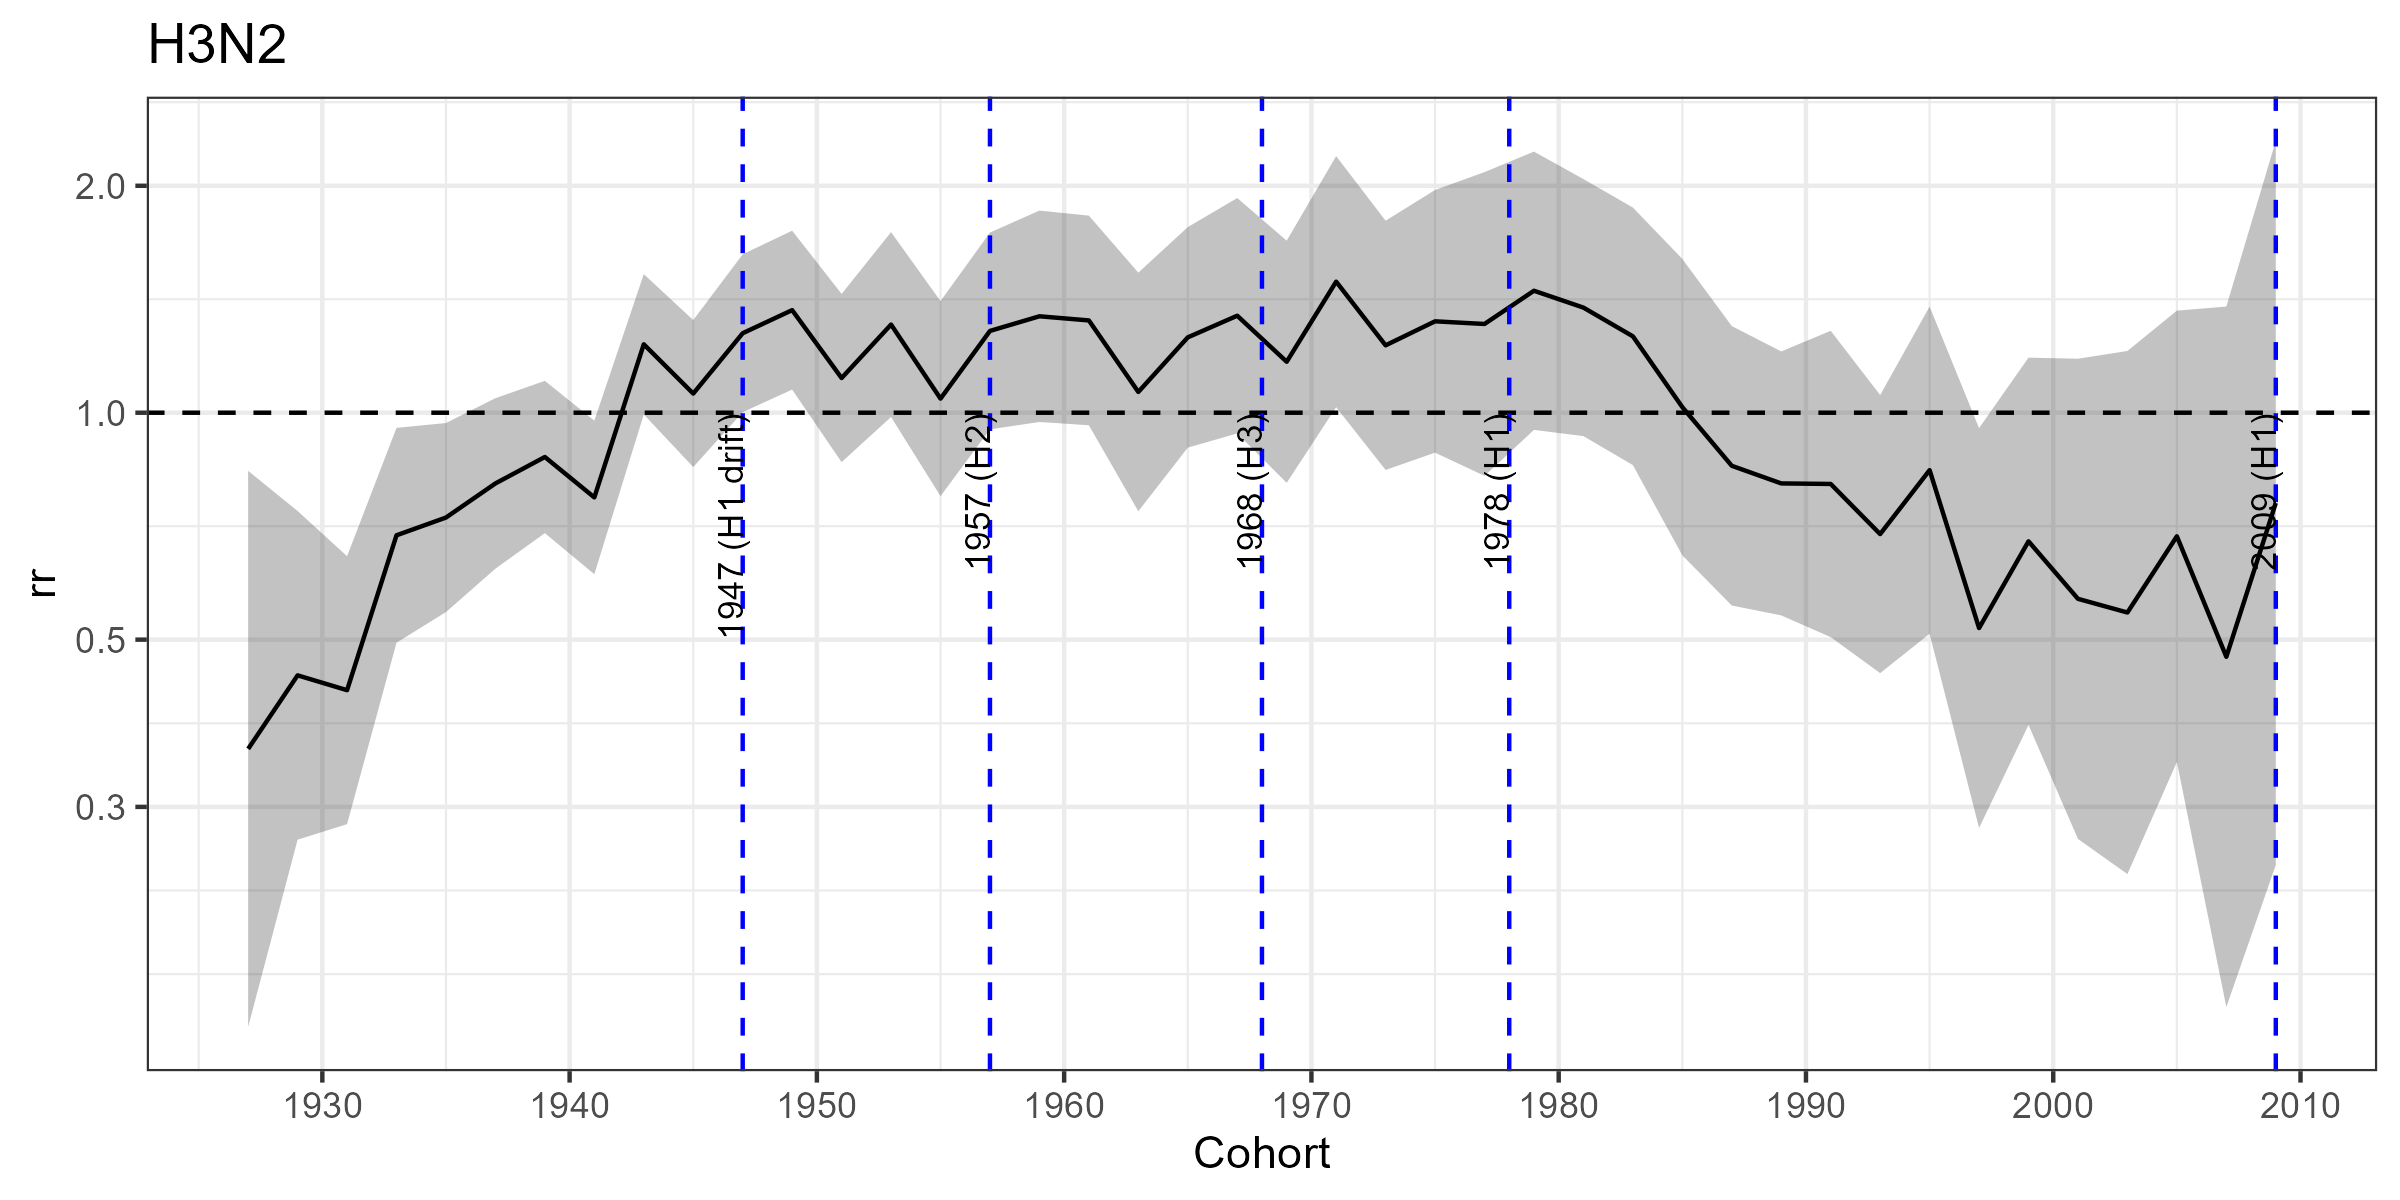 H3N2
2.0
1.0
0.5
0.3
rr
1947 (H1 drift)
1957 (H2)
1968 (H3)
1978 (H1)
2009 (H1)
1930 1940 1950 1960 1970 1980 1990 2000 2010
Cohort